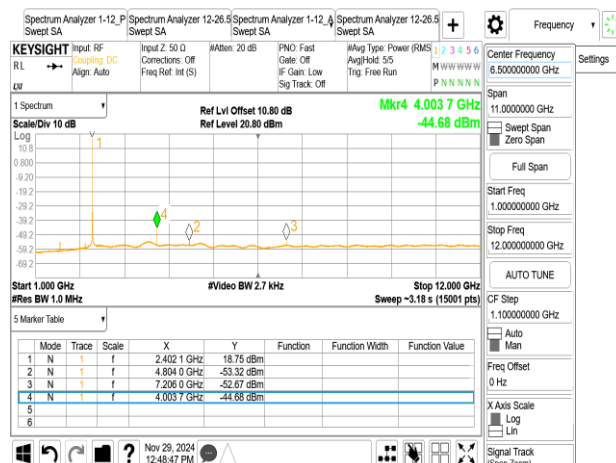 Spectrum Analyzer 1-12_P
Swept SA
Spectrum Analyzer 12-26.5
Swept SA
Spectrum Analyzer 1-12_A
Swept SA
Spectrum Analyzer 12-26.5
Swept SA
+
Frequency
Settings
KEYSIGHT
RL
LXI
Input: RF
Coupling: DC
Align: Auto
Input Z: 50 Ω
Corrections: Off
Freq Ref: Int (S)
#Atten: 20 dB
PNO: Fast
Gate: Off
IF Gain: Low
Sig Track: Off
#Avg Type: Power (RMS
Avg|Hold: 5/5
Trig: Free Run
1 2 3 4 5 6
M W W W W W
P N N N N N
1 Spectrum
Scale/Div 10 dB
Ref Lvl Offset 10.80 dB
Ref Level 20.80 dBm
Mkr4 4.003 7 GHz
-44.68 dBm
Log
10.8
0.800
-9.20
-19.2
-29.2
-39.2
-49.2
-59.2
-69.2
1
4
2
3
Start 1.000 GHz
#Video BW 2.7 kHz
Stop 12.000 GHz
#Res BW 1.0 MHz
Sweep ~3.18 s (15001 pts)
5 Marker Table
Mode Trace Scale X Y Function Function Width Function Value
1 N 1 f 2.402 1 GHz 18.75 dBm
2 N 1 f 4.804 0 GHz -53.32 dBm
3 N 1 f 7.206 0 GHz -52.67 dBm
4 N 1 f 4.003 7 GHz -44.68 dBm
5
6
Nov 29, 2024
12:48:47 PM
?
Center Frequency
6.500000000 GHz
Span
11.0000000 GHz
Swept Span
Zero Span
Full Span
Start Freq
1.000000000 GHz
Stop Freq
12.000000000 GHz
AUTO TUNE
CF Step
1.100000000 GHz
Auto
Man
Freq Offset
0 Hz
X Axis Scale
Log
Lin
Signal Track
(Span Zoom)